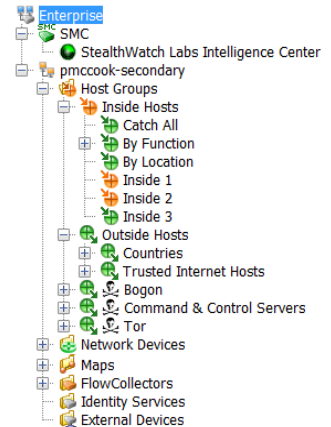 Enterprise
SMC
SMC
StealthWatch Labs Intelligence Center
pmccook-secondary
Host Groups
Inside Hosts
Catch All
By Function
By Location
Inside 1
Inside 2
Inside 3
Outside Hosts
Countries
Trusted Internet Hosts
Bogon
Command & Control Servers
Tor
Network Devices
Maps
FlowCollectors
Identity Services
External Devices